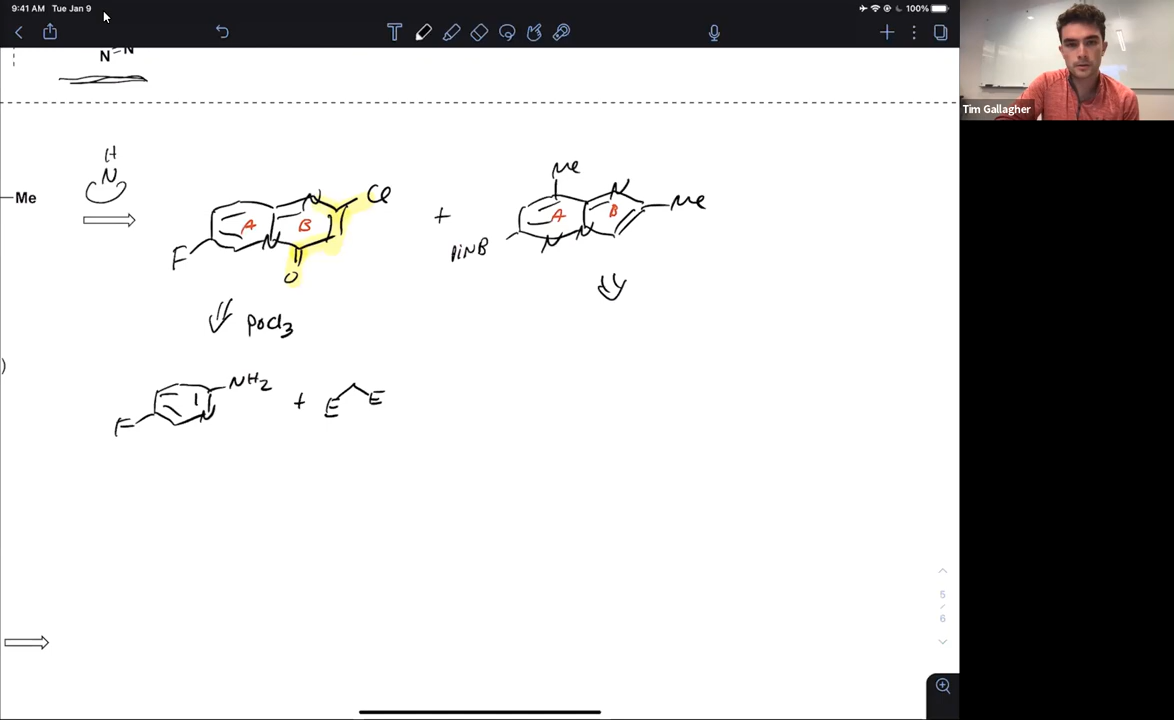 9:41 AM Tue Jan 9
100%
T
N=N
Tim Gallagher
H
N
Me
Me
N
Cl
N
A
B
+
A
B
Me
N
F
O
PinB
N
N
POCl3
)
NH2
+
E
E
N
F
5
/
6